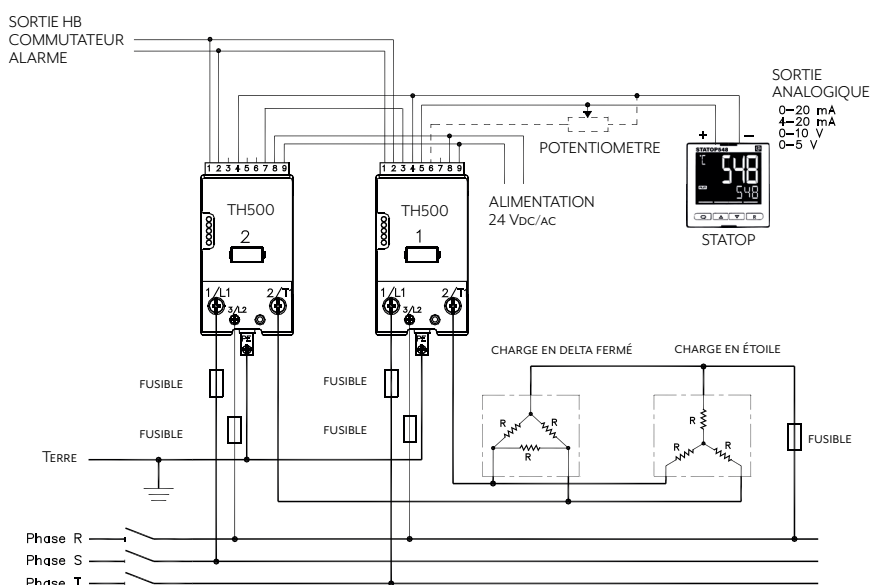 SORTIE HB
COMMUTATEUR
ALARME
SORTIE
ANALOGIQUE
0-20 mA
4-20 mA
0-10 V
0-5 V
POTENTIOMETRE
+ -
STATOP548
°C
548
548
STATOP
1 2 3 4 5 6 7 8 9
1 2 3 4 5 6 7 8 9
ALIMENTATION
24 VDC/AC
TH500
2
TH500
1
1/L1
3/L2
2/T1
PE
1/L1
3/L2
2/T1
PE
CHARGE EN DELTA FERMÉ
CHARGE EN ÉTOILE
FUSIBLE
FUSIBLE
FUSIBLE
FUSIBLE
FUSIBLE
R
R
R
R
R
R
TERRE
Phase R
Phase S
Phase T